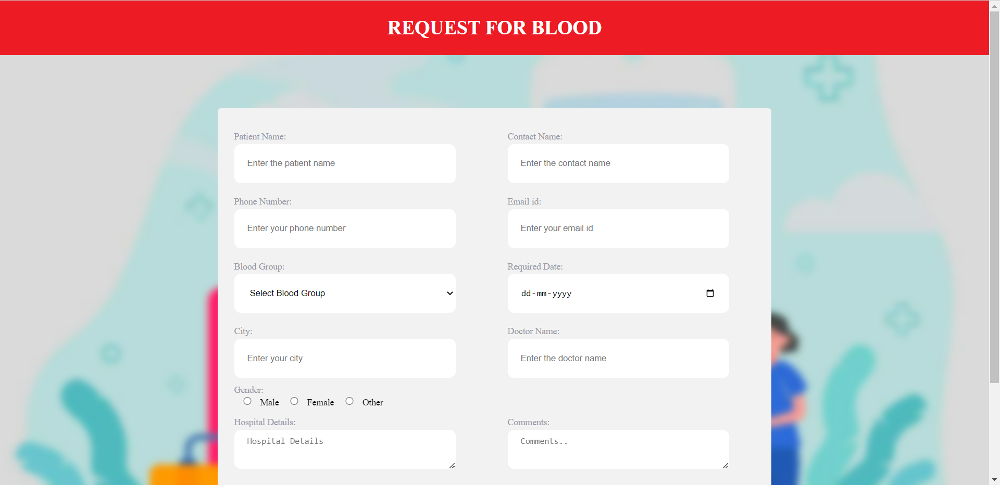 REQUEST FOR BLOOD
Patient Name: Contact Name:
Enter the patient name Enter the contact name
Phone Number: Email id:
Enter your phone number Enter your email id
Blood Group: Required Date:
Select Blood Group dd-mm-yyyy
City: Doctor Name:
Enter your city Enter the doctor name
Gender:
Male Female Other
Hospital Details: Comments:
Hospital Details Comments..